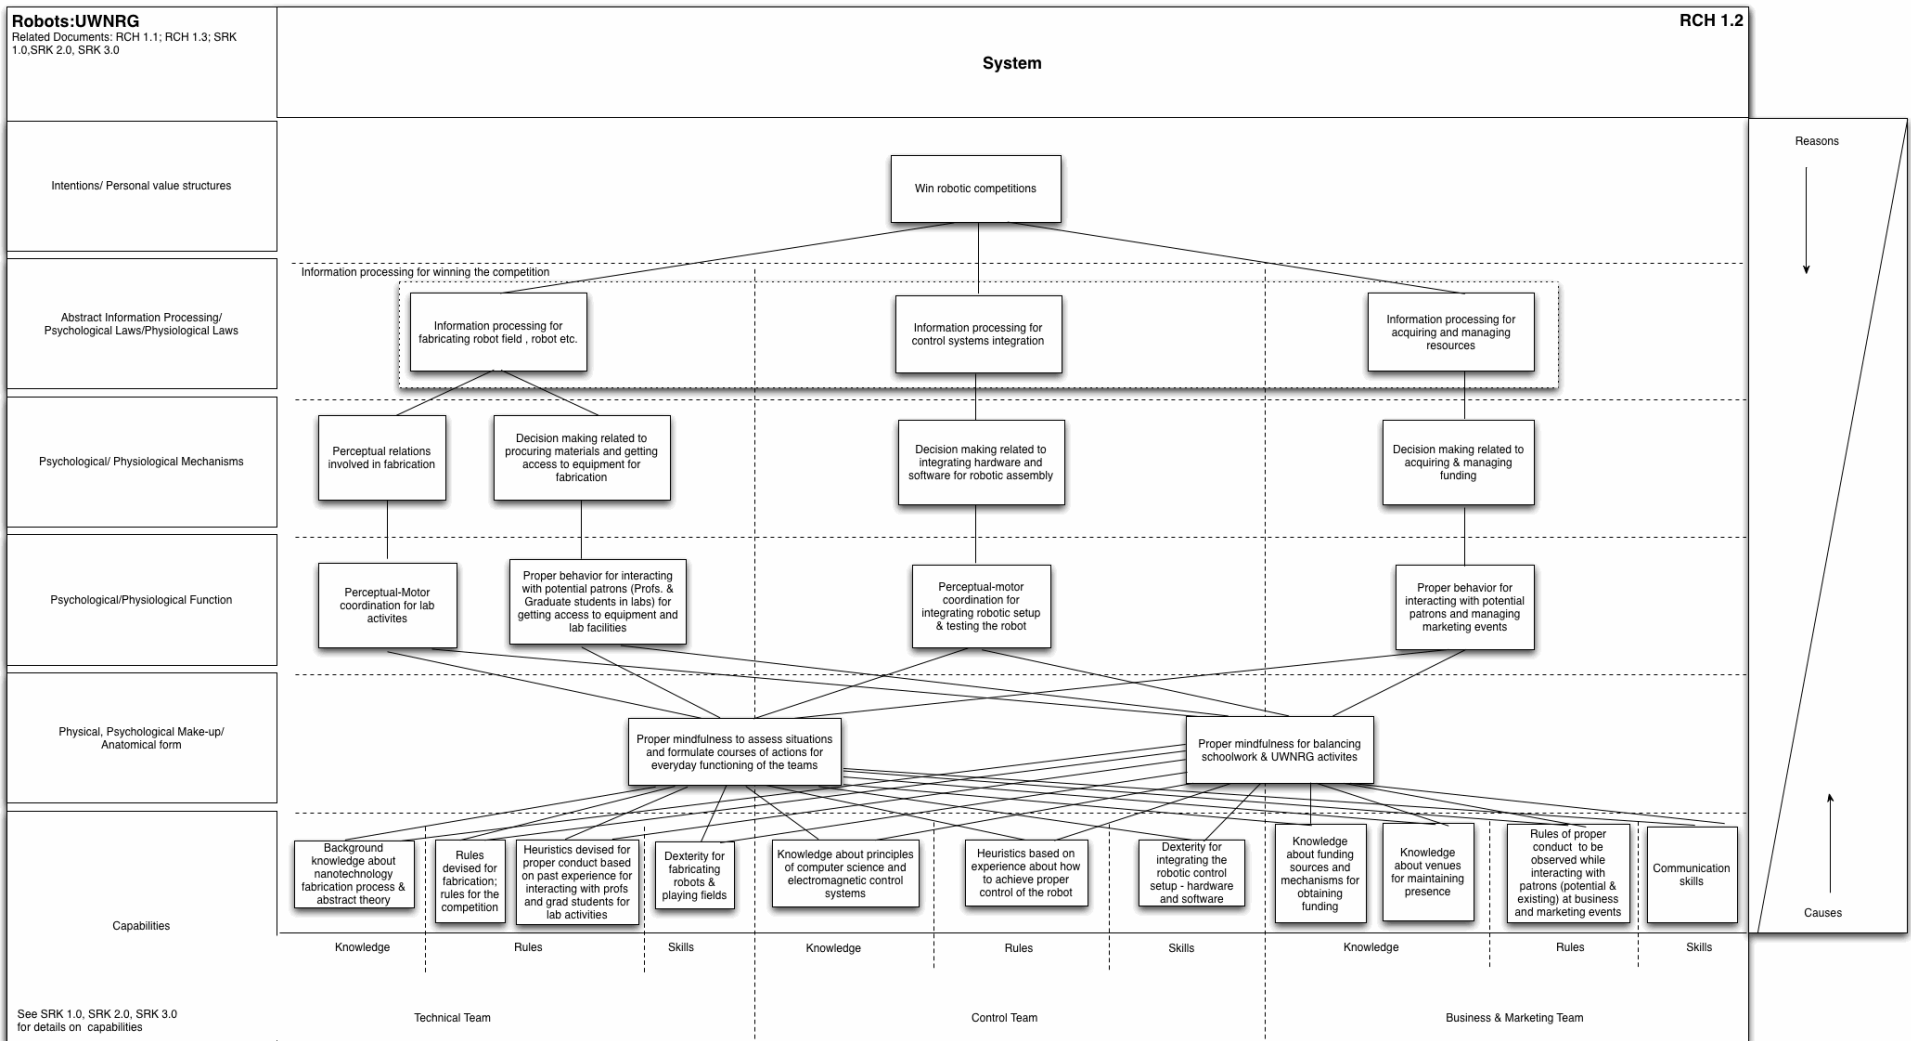 Robots:UWNRG
Related Documents: RCH 1.1; RCH 1.3; SRK
1.0,SRK 2.0, SRK 3.0
RCH 1.2
System
Reasons
Intentions/ Personal value structures
Win robotic competitions
Information processing for winning the competition
Abstract Information Processing/
Psychological Laws/Physiological Laws
Information processing for
fabricating robot field , robot etc.
Information processing for
control systems integration
Information processing for
acquiring and managing
resources
Psychological/ Physiological Mechanisms
Perceptual relations
involved in fabrication
Decision making related to
procuring materials and getting
access to equipment for
fabrication
Decision making related to
integrating hardware and
software for robotic assembly
Decision making related to
acquiring & managing
funding
Psychological/Physiological Function
Perceptual-Motor
coordination for lab
activites
Proper behavior for interacting
with potential patrons (Profs. &
Graduate students in labs) for
getting access to equipment and
lab facilities
Perceptual-motor
coordination for
integrating robotic setup
& testing the robot
Proper behavior for
interacting with potential
patrons and managing
marketing events
Physical, Psychological Make-up/
Anatomical form
Proper mindfulness to assess situations
and formulate courses of actions for
everyday functioning of the teams
Proper mindfulness for balancing
schoolwork & UWNRG activites
Capabilities
Background
knowledge about
nanotechnology
fabrication process &
abstract theory
Rules
devised for
fabrication;
rules for the
competition
Heuristics devised for
proper conduct based
on past experience for
interacting with profs
and grad students for
lab activities
Dexterity for
fabricating
robots &
playing fields
Knowledge about principles
of computer science and
electromagnetic control
systems
Heuristics based on
experience about how
to achieve proper
control of the robot
Dexterity for
integrating the
robotic control
setup - hardware
and software
Knowledge
about funding
sources and
mechanisms for
obtaining
funding
Knowledge
about venues
for maintaining
presence
Rules of proper
conduct to be
observed while
interacting with
patrons (potential &
existing) at business
and marketing events
Communication
skills
Causes
Knowledge
Rules
Skills
Knowledge
Rules
Skills
Knowledge
Rules
Skills
See SRK 1.0, SRK 2.0, SRK 3.0
for details on capabilities
Technical Team
Control Team
Business & Marketing Team